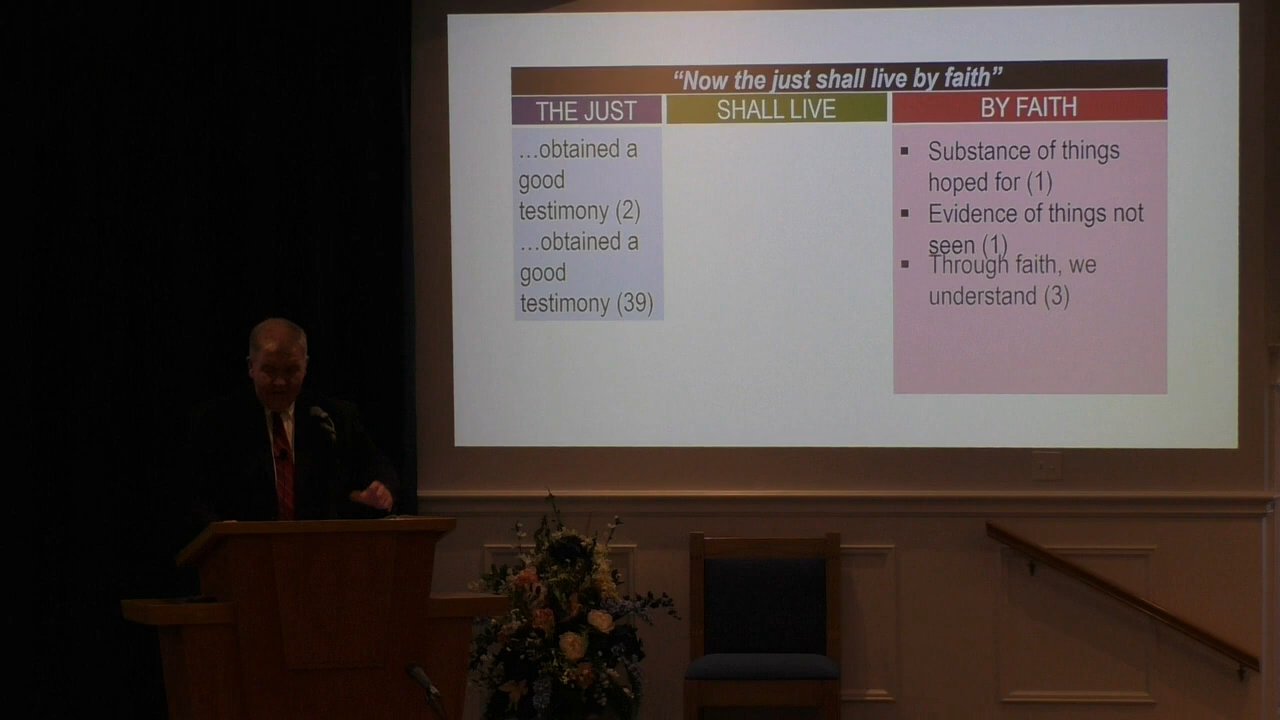 “Now the just shall live by faith”
THE JUST
SHALL LIVE
BY FAITH
…obtained a
good
testimony (2)
…obtained a
good
testimony (39)
▪ Substance of things
hoped for (1)
▪ Evidence of things not
seen (1)
▪ Through faith, we
understand (3)